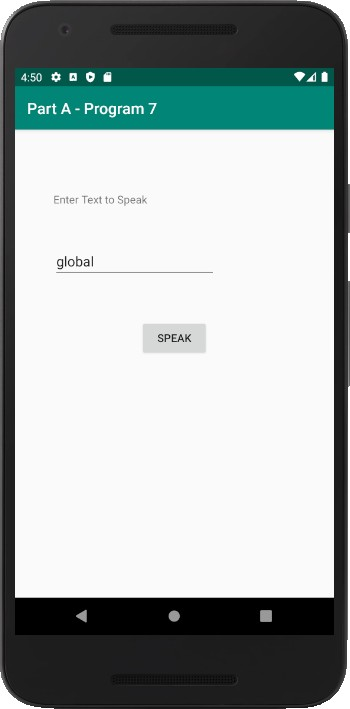 4:50
Part A - Program 7
Enter Text to Speak
global
SPEAK